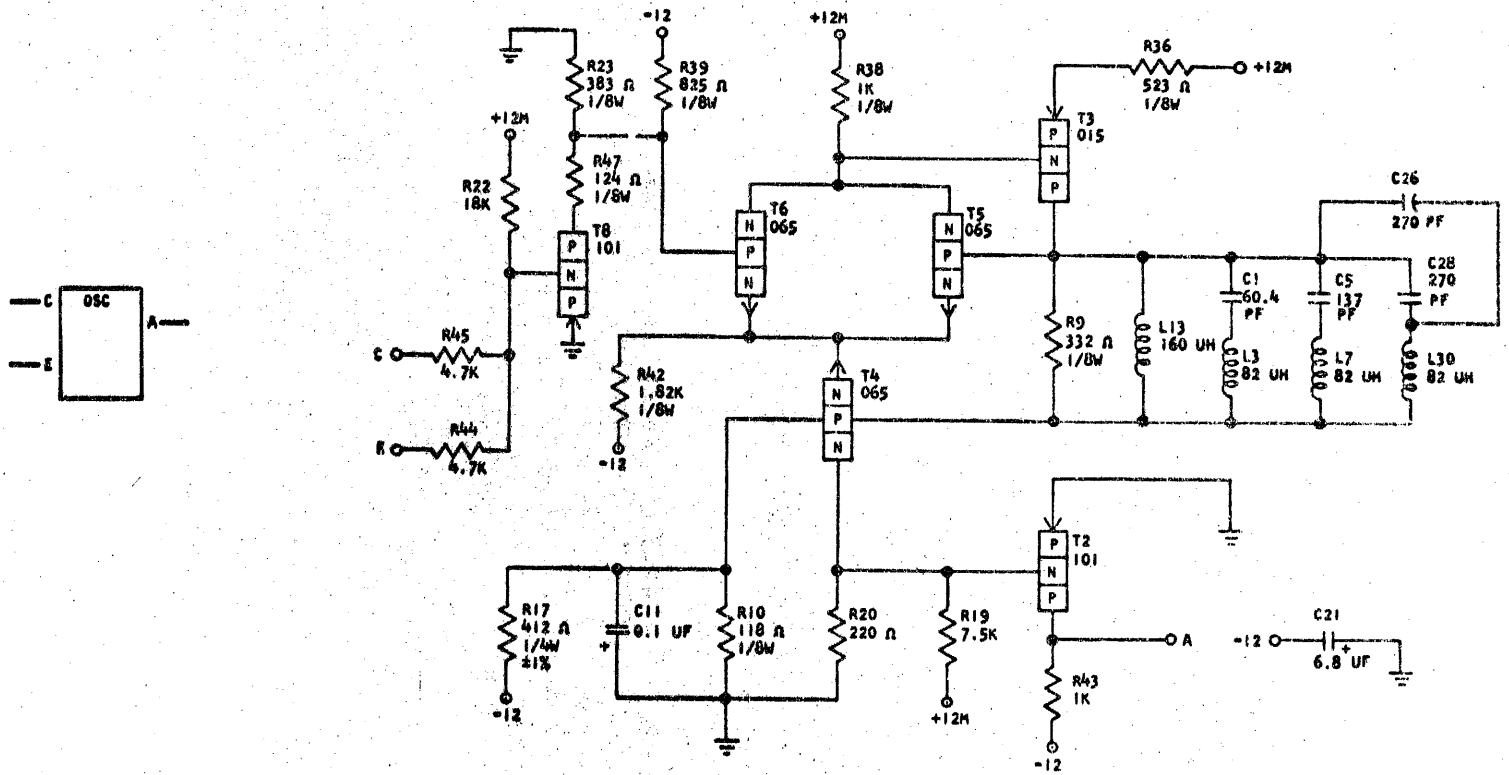 C
E
OSC
A
+12M
R22
18K
R23
383 Ω
1/8W
R47
124 Ω
1/8W
T8
101
P
N
P
C
R45
4.7K
R44
4.7K
-12
R39
825 Ω
1/8W
+12M
R38
1K
1/8W
T6
065
N
P
N
T5
065
N
P
N
R42
1.82K
1/8W
-12
T4
065
N
P
N
T3
015
P
N
P
R36
523 Ω
1/8W
+12M
R9
332 Ω
1/8W
L13
160 UH
C1
60.4
PF
L3
82 UH
C5
137
PF
L7
82 UH
C26
270 PF
C28
270
PF
L30
82 UH
R17
412 Ω
1/4W
±1%
-12
C11
0.1 UF
+
R10
118 Ω
1/8W
R20
220 Ω
R19
7.5K
+12M
T2
101
P
N
P
A
R43
1K
-12
-12
C21
+
6.8 UF